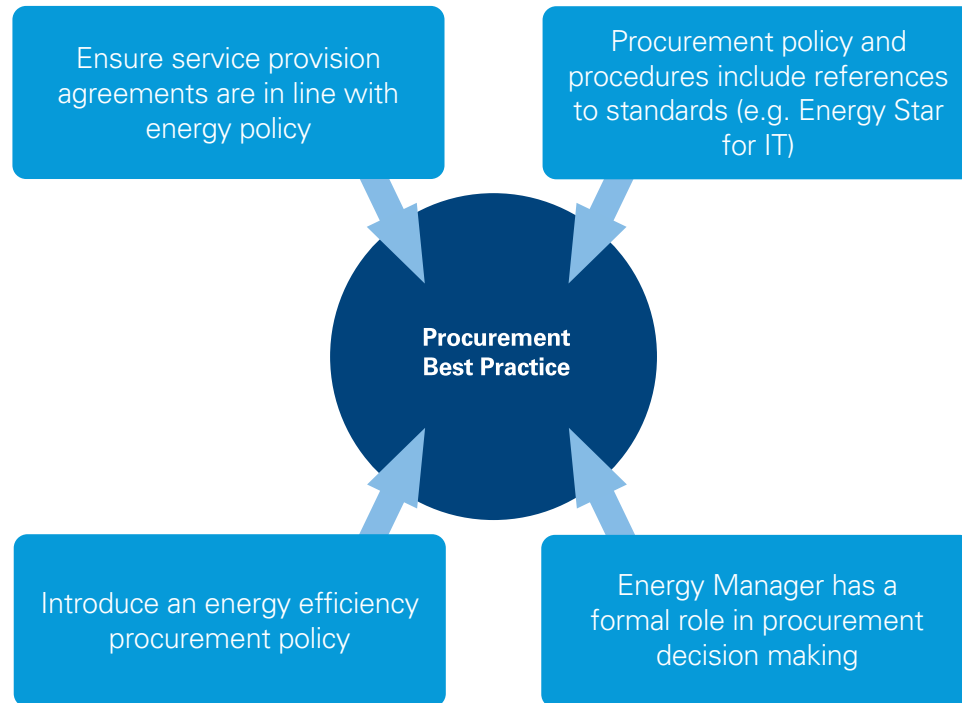 Ensure service provision
agreements are in line with
energy policy
Procurement policy and
procedures include references
to standards (e.g. Energy Star
for IT)
Procurement
Best Practice
Introduce an energy efficiency
procurement policy
Energy Manager has a
formal role in procurement
decision making